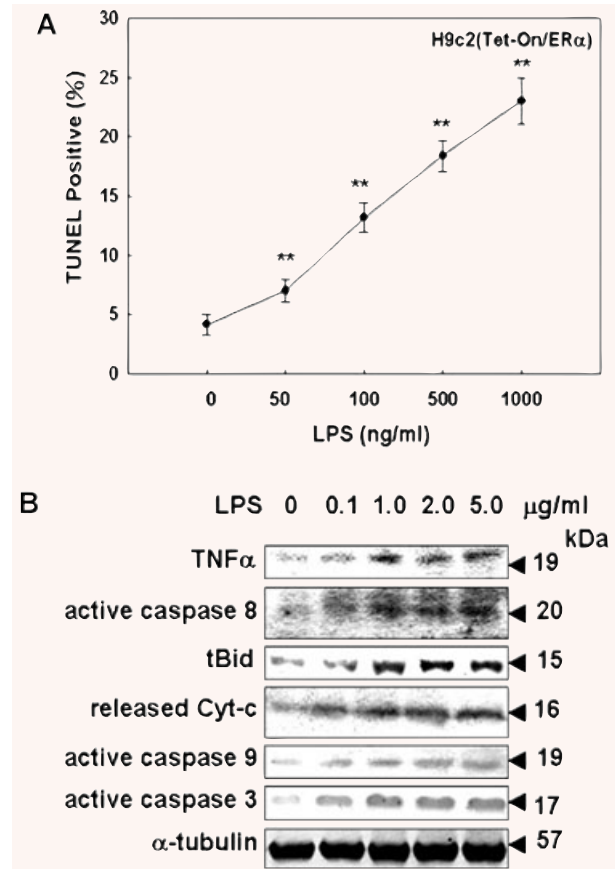 A
H9c2(Tet-On/ERα)
**
**
**
**
30
25
20
15
10
5
0
TUNEL Positive (%)
0 50 100 500 1000
LPS (ng/ml)
B
LPS 0 0.1 1.0 2.0 5.0 μg/ml
kDa
TNFα 19
active caspase 8 20
tBid 15
released Cyt-c 16
active caspase 9 19
active caspase 3 17
α-tubulin 57